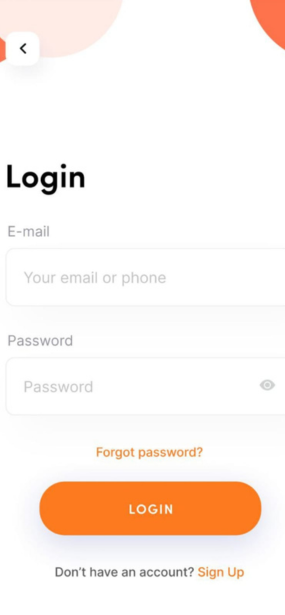 Login
E-mail
Your email or phone
Password
Password
Forgot password?
LOGIN
Don't have an account? Sign Up